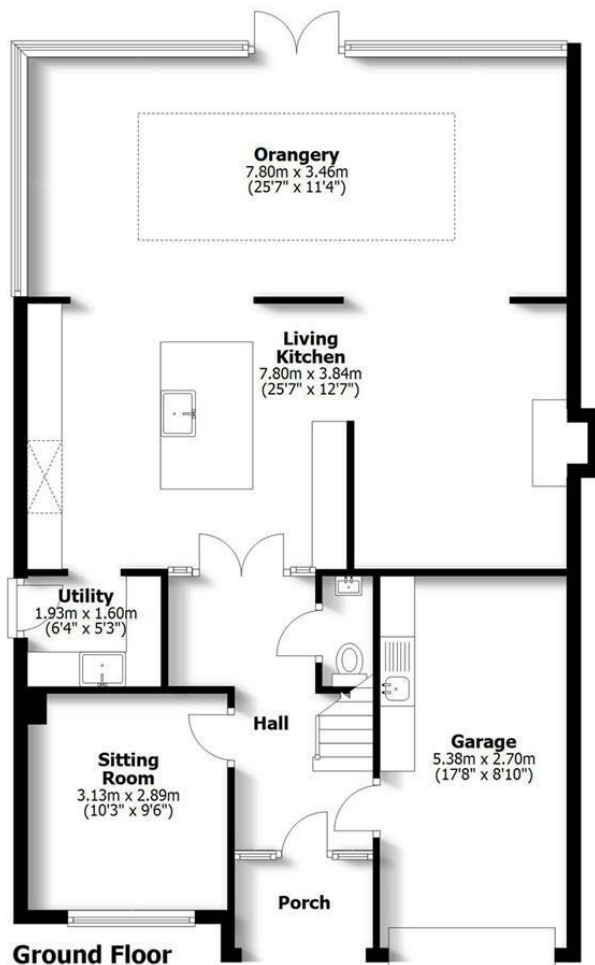 Orangery
7.80m x 3.46m
(25'7" x 11'4")
Living
Kitchen
7.80m x 3.84m
(25'7" x 12'7")
Utility
1.93m x 1.60m
(6'4" x 5'3")
Hall
Sitting
Room
3.13m x 2.89m
(10'3" x 9'6")
Garage
5.38m x 2.70m
(17'8" x 8'10")
Porch
Ground Floor